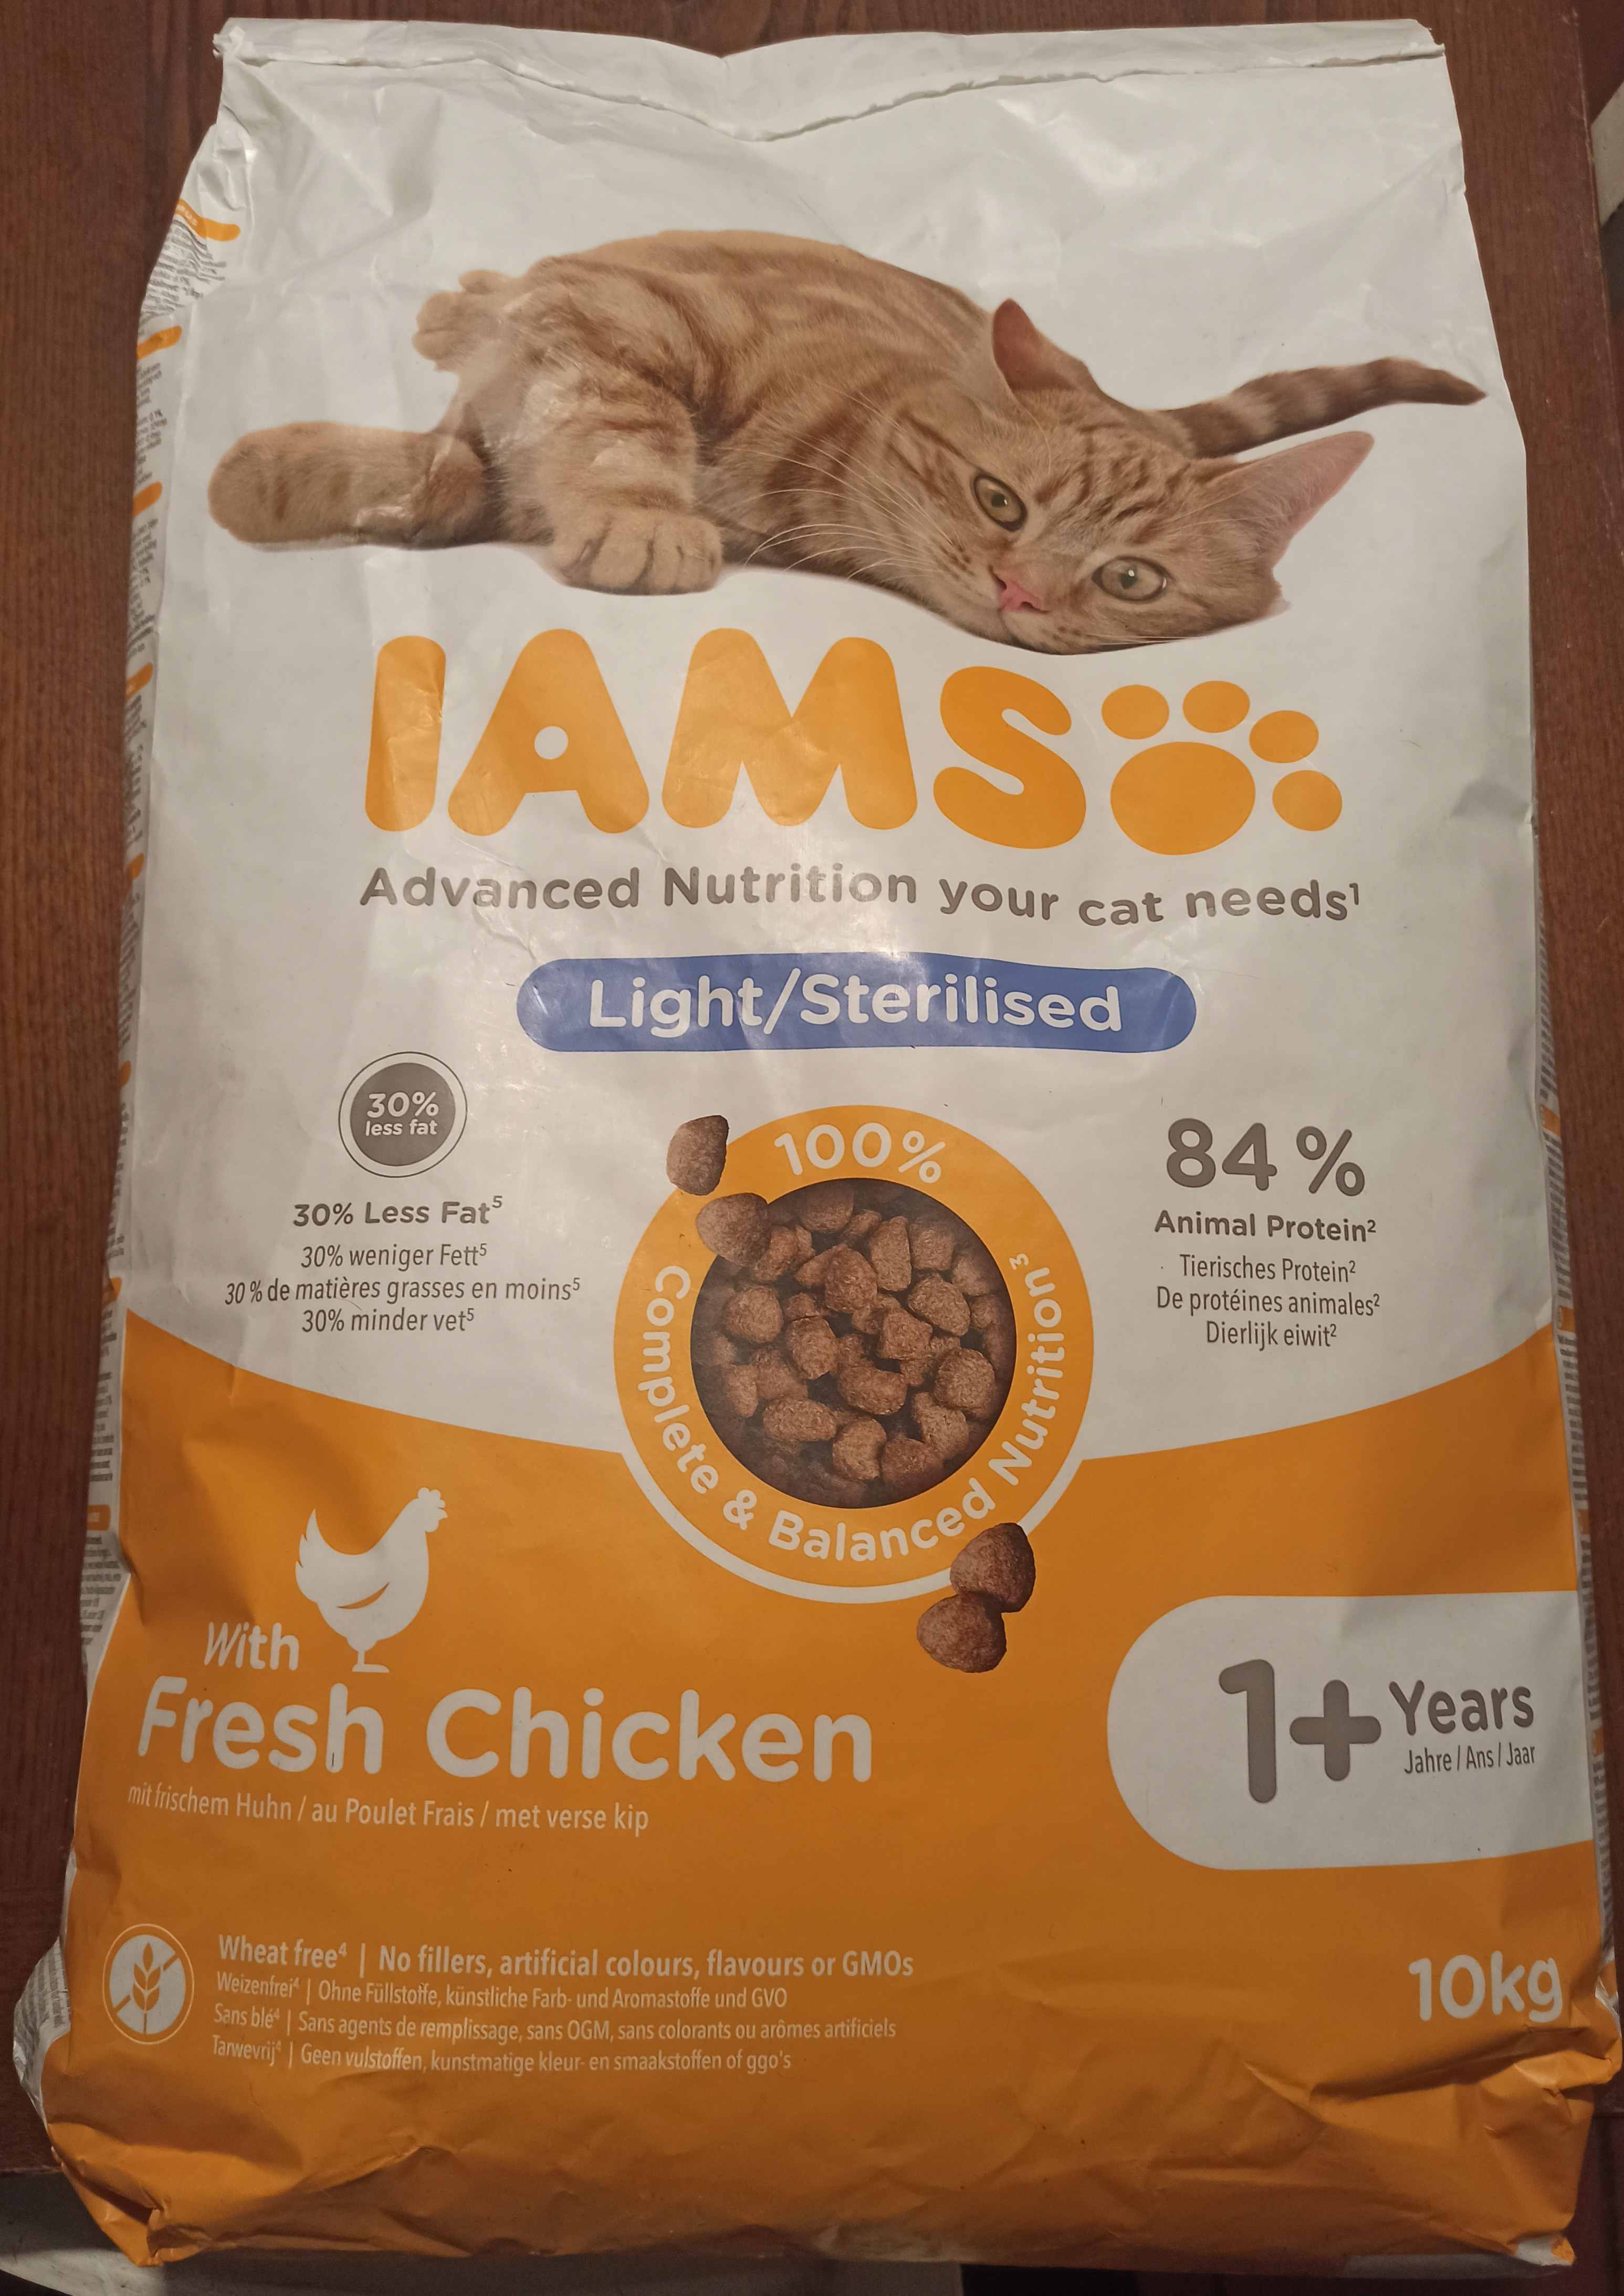 IAMS
Advanced Nutrition your cat needs¹
Light/Sterilised
30%
less fat
30% Less Fat⁵
30% weniger Fett⁵
30 % de matières grasses en moins⁵
30% minder vet⁵
100%
Complete & Balanced Nutrition³
84 %
Animal Protein²
Tierisches Protein²
De protéines animales²
Dierlijk eiwit²
With
Fresh Chicken
mit frischem Huhn / au Poulet Frais / met verse kip
1+ Years
Jahre / Ans / Jaar
Wheat free⁴ | No fillers, artificial colours, flavours or GMOs
Weizenfrei⁴ | Ohne Füllstoffe, künstliche Farb- und Aromastoffe und GVO
Sans blé⁴ | Sans agents de remplissage, sans OGM, sans colorants ou arômes artificiels
Tarwevrij⁴ | Geen vulstoffen, kunstmatige kleur- en smaakstoffen of ggo's
10kg